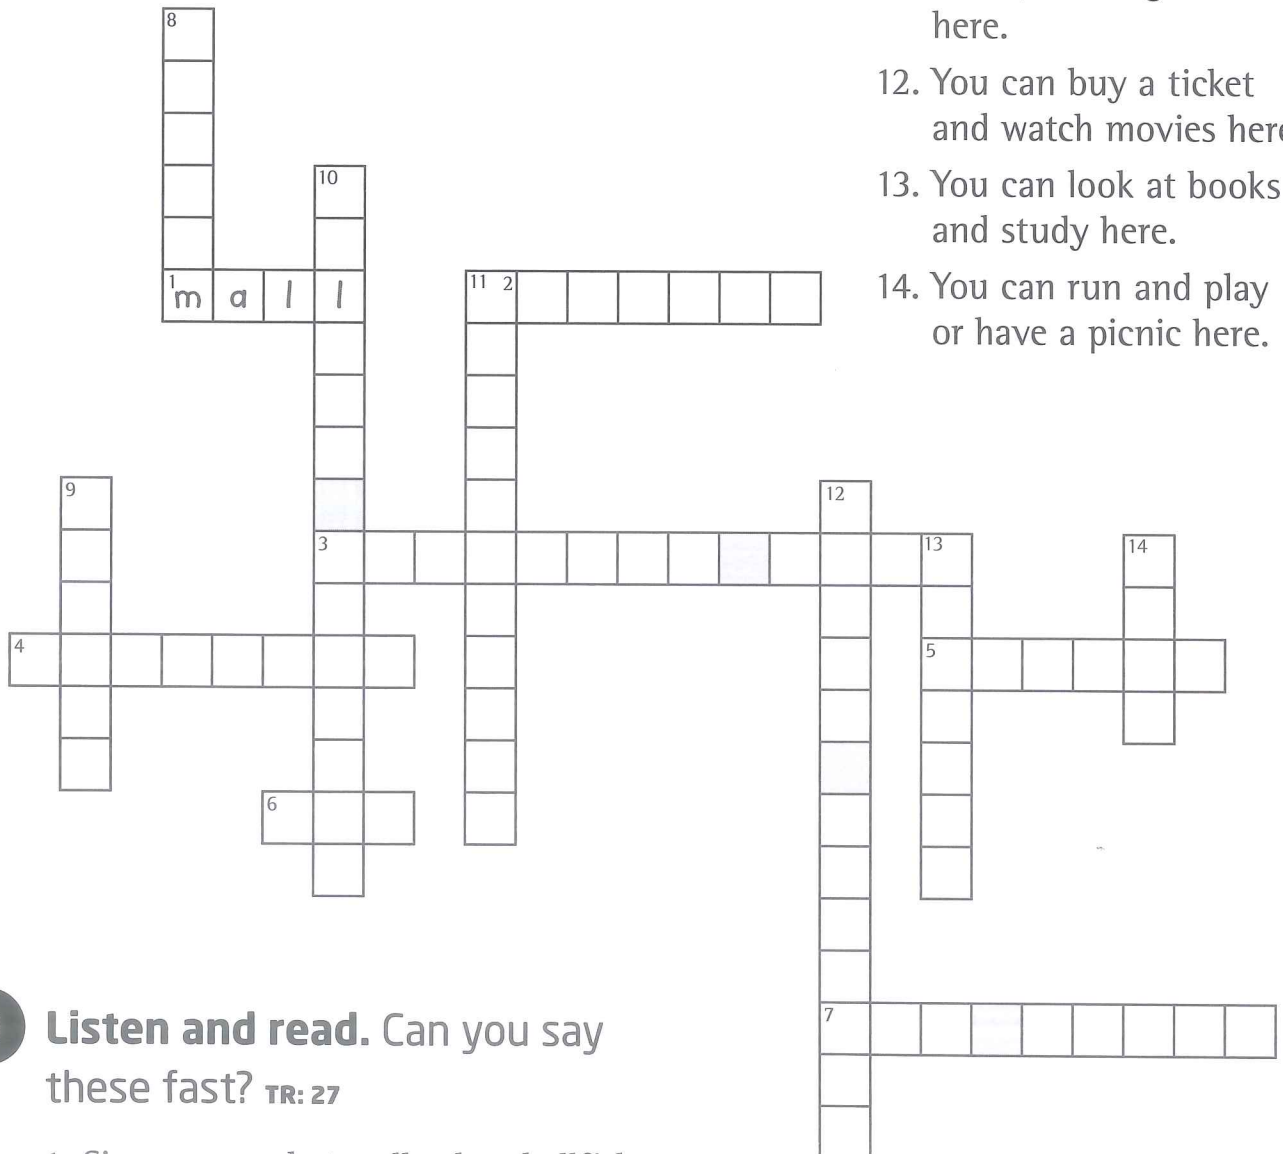 here.
12. You can buy a ticket
and watch movies here
13. You can look at books
and study here.
14. You can run and play
or have a picnic here.
8
10
1 m a l l
11 2
9
12
3
13
14
4
5
6
7
Listen and read. Can you say
these fast? TR: 27